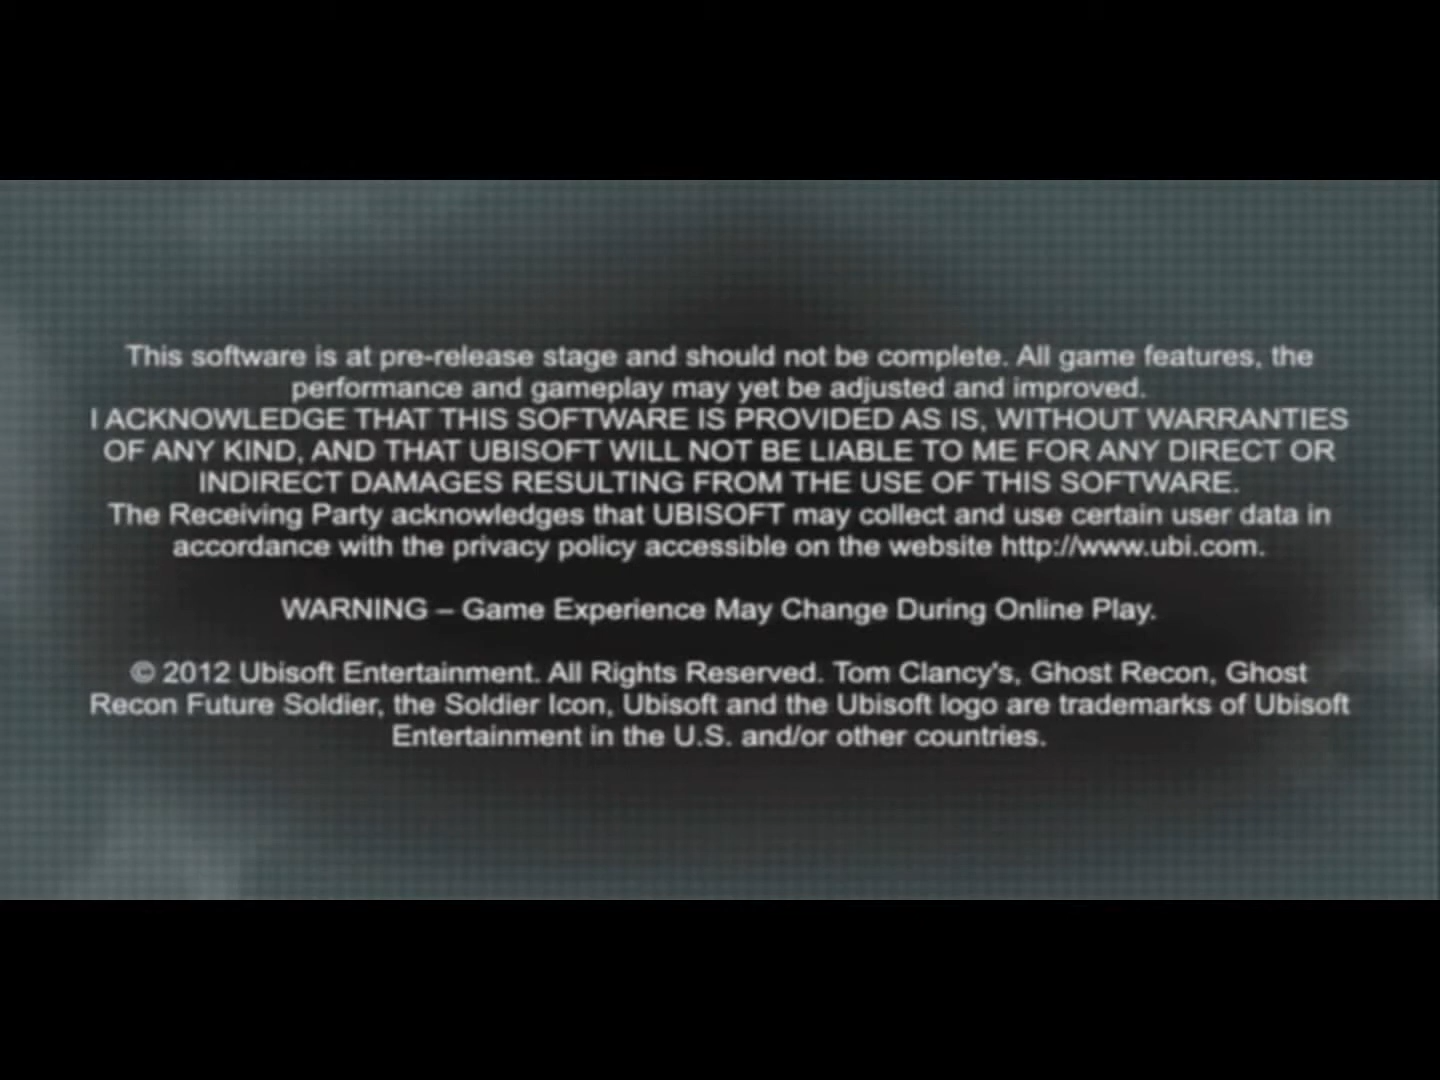 This software is at pre-release stage and should not be complete. All game features, the
performance and gameplay may yet be adjusted and improved.
I ACKNOWLEDGE THAT THIS SOFTWARE IS PROVIDED AS IS, WITHOUT WARRANTIES
OF ANY KIND, AND THAT UBISOFT WILL NOT BE LIABLE TO ME FOR ANY DIRECT OR
INDIRECT DAMAGES RESULTING FROM THE USE OF THIS SOFTWARE.
The Receiving Party acknowledges that UBISOFT may collect and use certain user data in
accordance with the privacy policy accessible on the website http://www.ubi.com.
WARNING – Game Experience May Change During Online Play.
© 2012 Ubisoft Entertainment. All Rights Reserved. Tom Clancy's, Ghost Recon, Ghost
Recon Future Soldier, the Soldier Icon, Ubisoft and the Ubisoft logo are trademarks of Ubisoft
Entertainment in the U.S. and/or other countries.